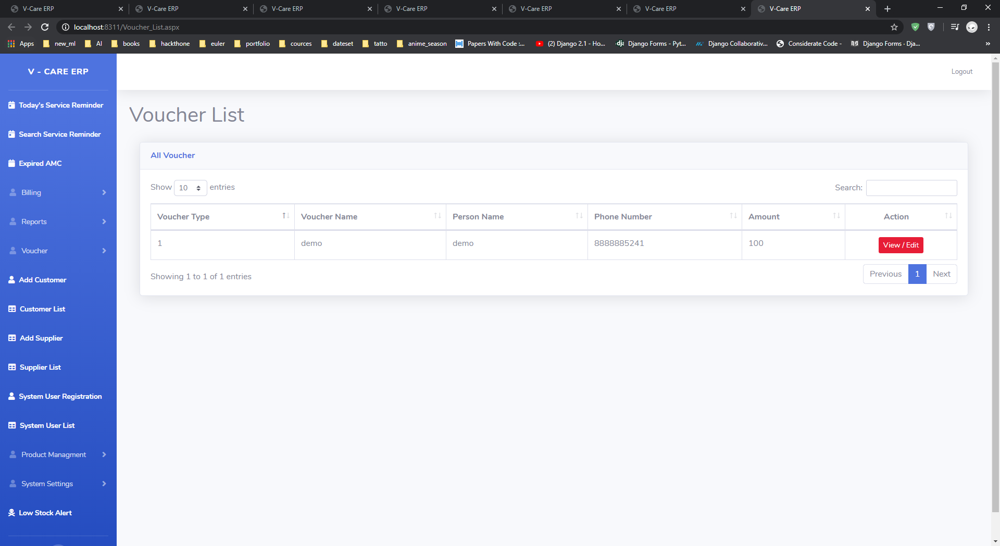 V-Care ERP V-Care ERP V-Care ERP V-Care ERP V-Care ERP V-Care ERP V-Care ERP
localhost:8311/Voucher_List.aspx
Apps new_ml AI books hackthone euler portfolio cources dateset tatto anime_season Papers With Code :... (2) Django 2.1 - Ho... Django Forms - Pyt... Django Collaborativ... Considerate Code - Django Forms · Dja... »
V - CARE ERP
Logout
Today's Service Reminder
Search Service Reminder
Expired AMC
Billing
Reports
Voucher
Add Customer
Customer List
Add Supplier
Supplier List
System User Registration
System User List
Product Managment
System Settings
Low Stock Alert
Voucher List
All Voucher
Show 10 entries
Search:
Voucher Type Voucher Name Person Name Phone Number Amount Action
1 demo demo 8888885241 100 View / Edit
Showing 1 to 1 of 1 entries
Previous 1 Next